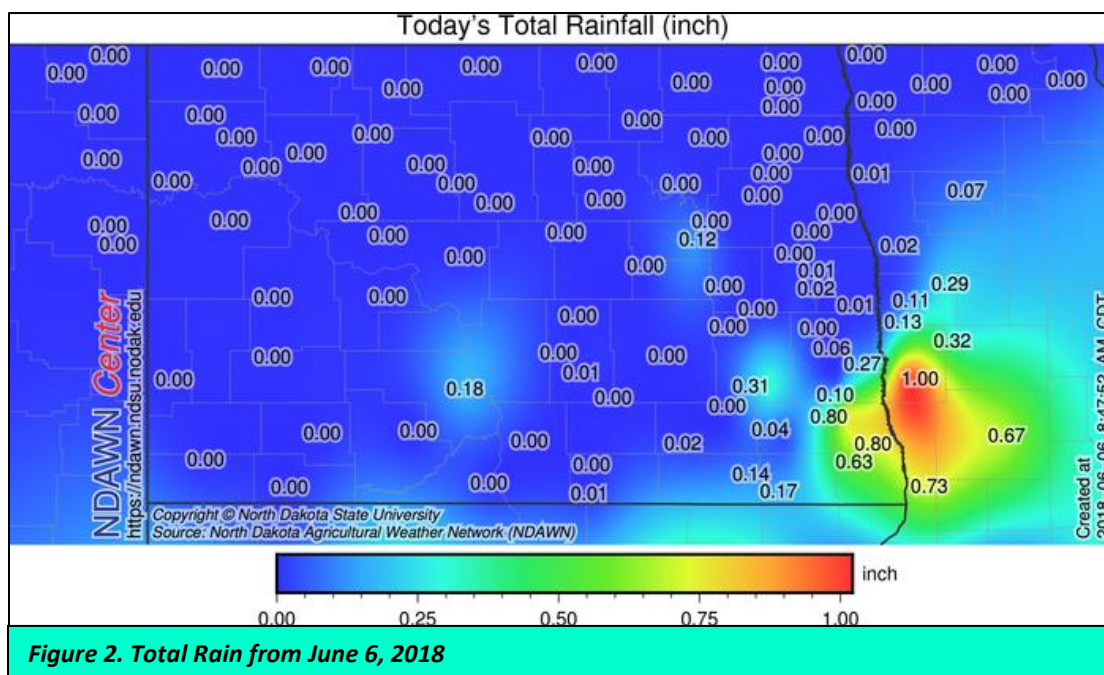 Today's Total Rainfall (inch)
0.00 0.00 0.00 0.00 0.00 0.00 0.00 0.00
0.00 0.00 0.00 0.00 0.00 0.00 0.00 0.00
0.00 0.00 0.00 0.00 0.00
0.00 0.00 0.00 0.00 0.00 0.00 0.00
0.00 0.00 0.00 0.00 0.00 0.00
0.00 0.00 0.00 0.00 0.01
0.00 0.00 0.00 0.07
0.00 0.00 0.00 0.00 0.00
0.00 0.00 0.00 0.00 0.00
0.00 0.12 0.02
0.00 0.00 0.00 0.01
0.00 0.02 0.29
0.00 0.00 0.00 0.01 0.11
0.00 0.00 0.00 0.13
0.00 0.00 0.00 0.06 0.32
0.01 0.27
0.00 0.18 0.31 1.00
0.00 0.00 0.10
0.80
0.00 0.00 0.00 0.02 0.04 0.80 0.67
0.00 0.00 0.63
0.00 0.00 0.01 0.14 0.17 0.73
NDAWN Center
https://ndawn.ndsu.nodak.edu
Copyright © North Dakota State University
Source: North Dakota Agricultural Weather Network (NDAWN)
Created at
2018-06-06 8:47:52 AM CDT
inch
0.00 0.25 0.50 0.75 1.00
Figure 2. Total Rain from June 6, 2018